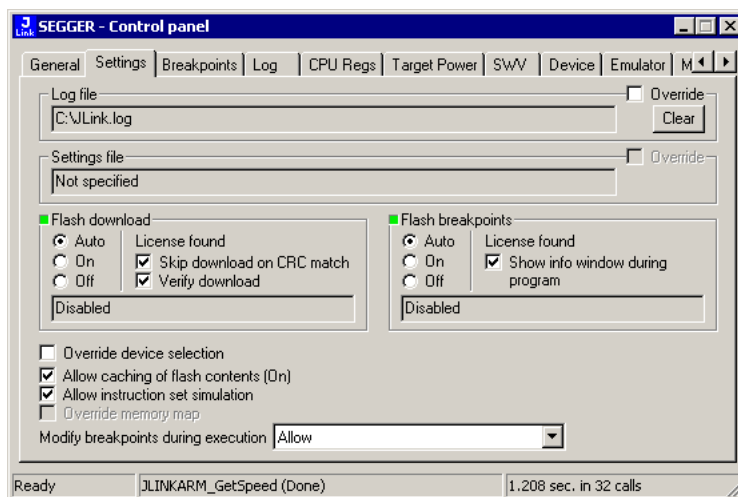 J Link SEGGER - Control panel
General Settings Breakpoints Log CPU Regs Target Power SWV Device Emulator M
Log file Override
C:\JLink.log Clear
Settings file Override
Not specified
Flash download Flash breakpoints
Auto License found Auto License found
On Skip download on CRC match On Show info window during
Off Verify download Off program
Disabled Disabled
Override device selection
Allow caching of flash contents (On)
Allow instruction set simulation
Override memory map
Modify breakpoints during execution Allow
Ready JLINKARM_GetSpeed (Done) 1.208 sec. in 32 calls